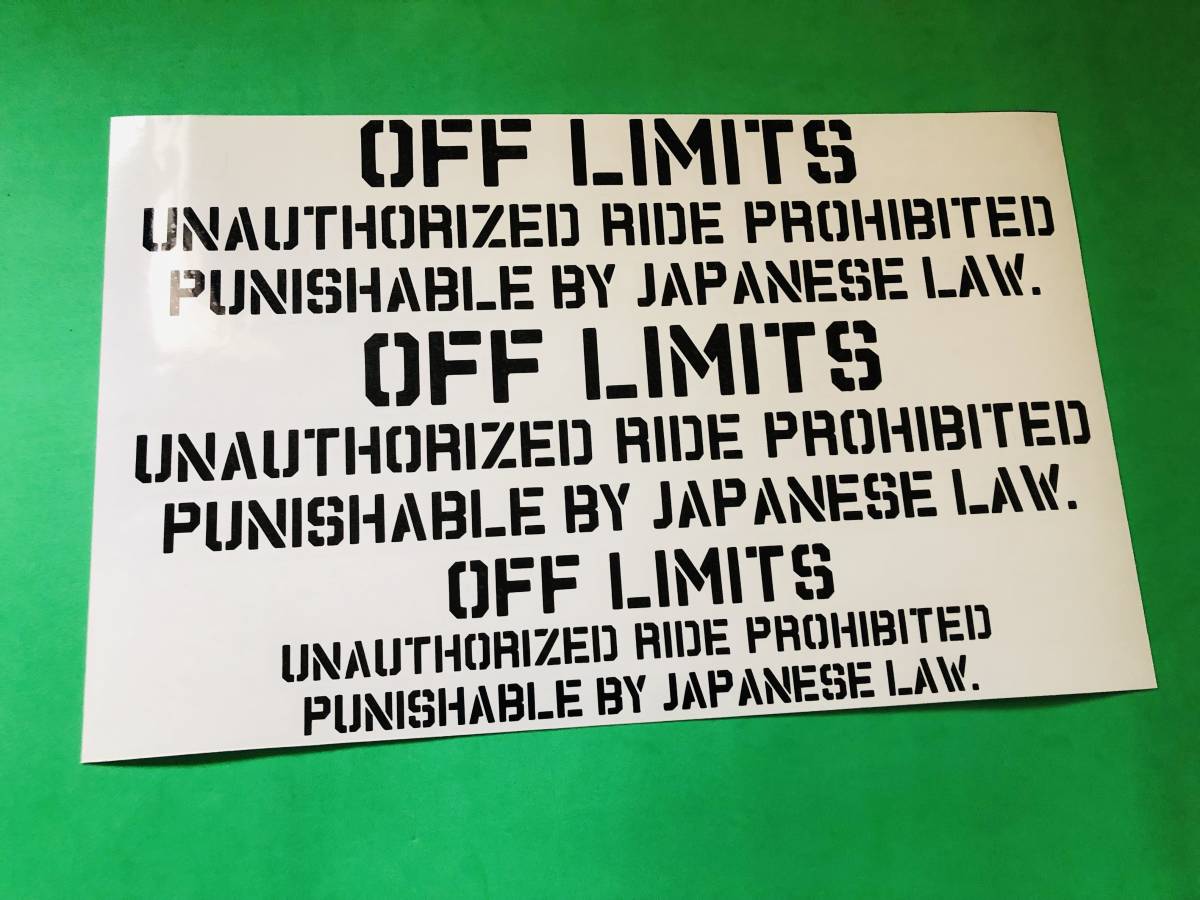 OFF LIMITS
UNAUTHORIZED RIDE PROHIBITED
PUNISHABLE BY JAPANESE LAW.
OFF LIMITS
UNAUTHORIZED RIDE PROHIBITED
PUNISHABLE BY JAPANESE LAW.
OFF LIMITS
UNAUTHORIZED RIDE PROHIBITED
PUNISHABLE BY JAPANESE LAW.